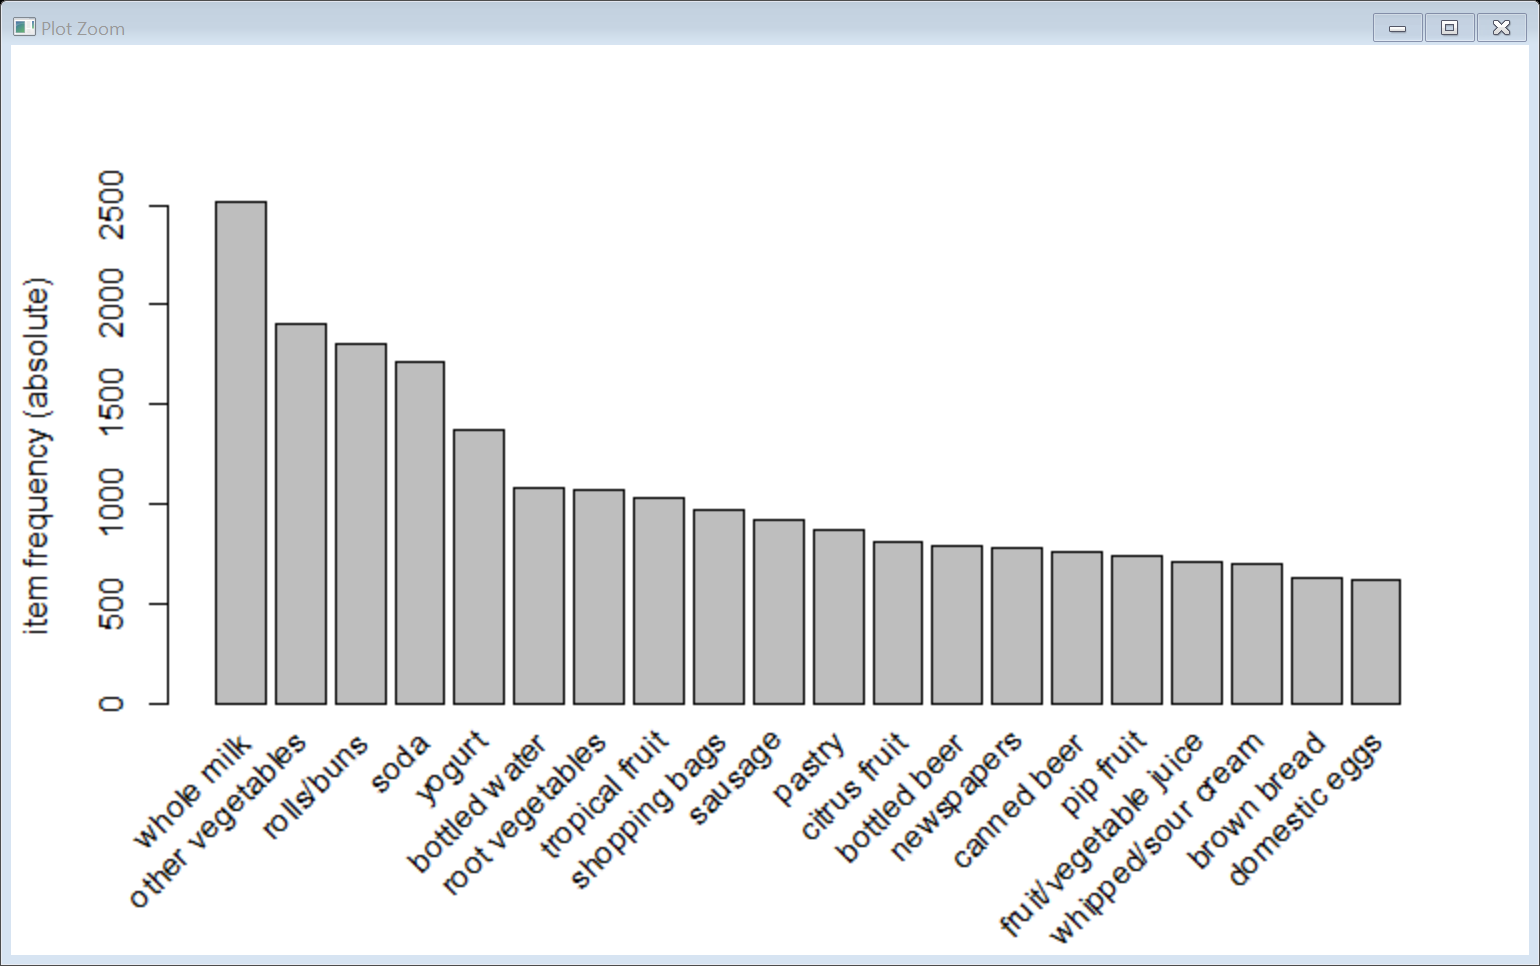 Plot Zoom
item frequency (absolute)
2500
2000
1500
1000
500
0
whole milk
other vegetables
rolls/buns
soda
yogurt
bottled water
root vegetables
tropical fruit
shopping bags
sausage
pastry
citrus fruit
bottled beer
newspapers
canned beer
pip fruit
fruit/vegetable juice
whipped/sour cream
brown bread
domestic eggs